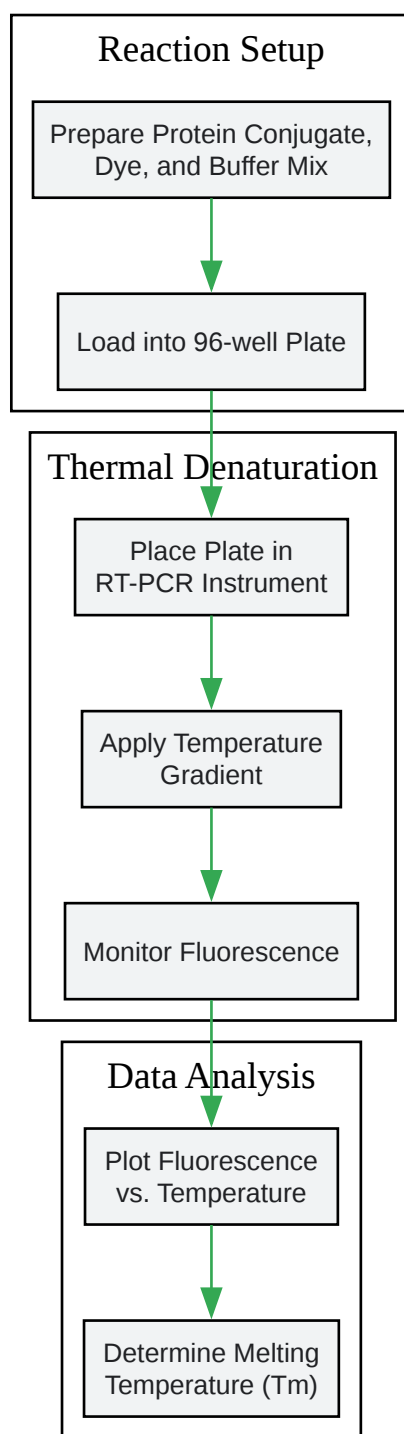 Reaction Setup
Prepare Protein Conjugate,
Dye, and Buffer Mix
Load into 96-well Plate
Thermal Denaturation
Place Plate in
RT-PCR Instrument
Apply Temperature
Gradient
Monitor Fluorescence
Data Analysis
Plot Fluorescence
vs. Temperature
Determine Melting
Temperature (Tm)